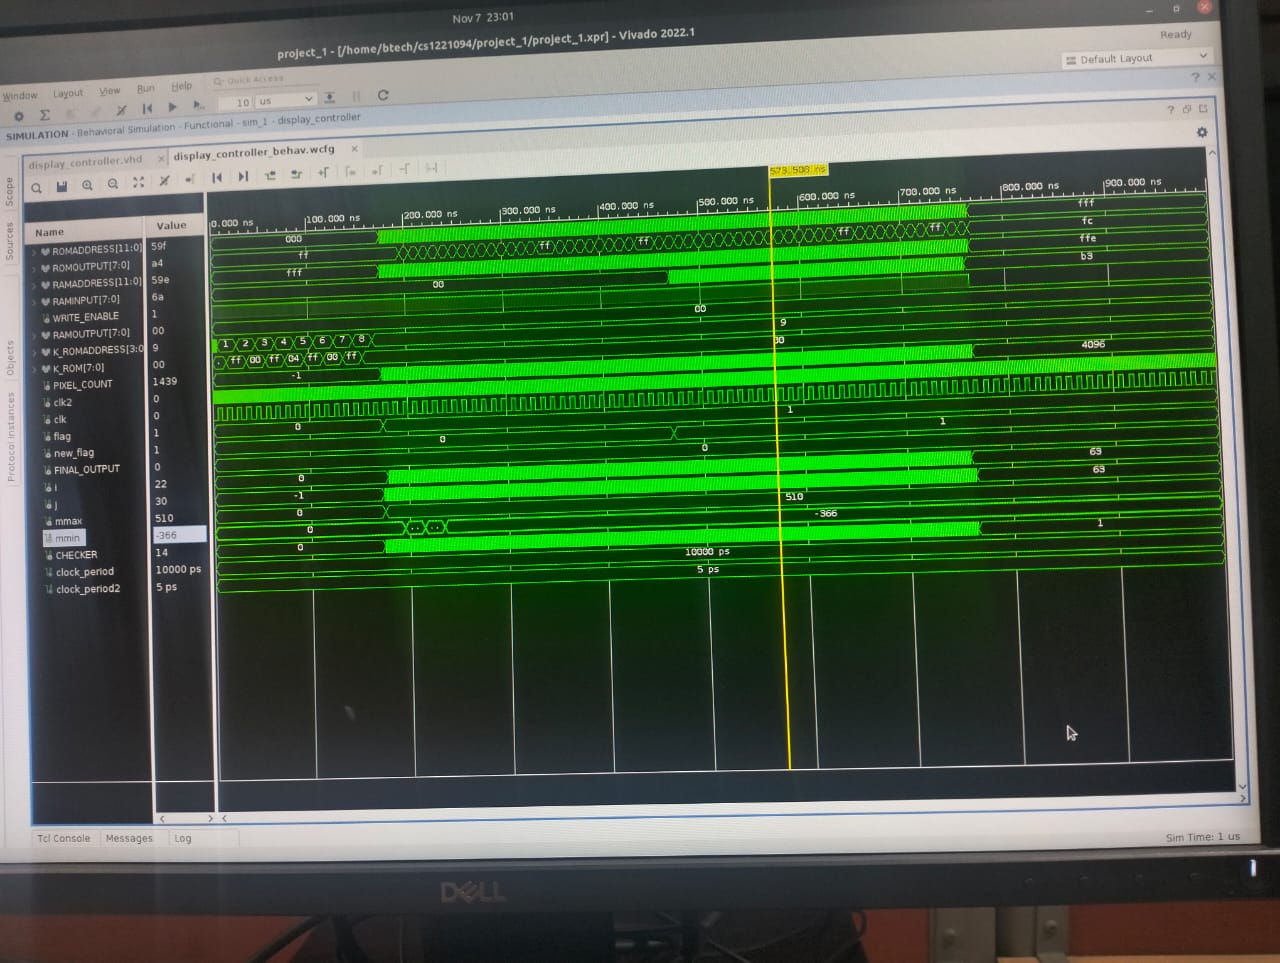 Nov 7 23:01
project_1 - [/home/btech/cs1221094/project_1/project_1.xpr] - Vivado 2022.1
Window Layout View Run Help Quick Access
Ready
10 us
Default Layout
SIMULATION - Behavioral Simulation - Functional - sim_1 - display_controller
display_controller.vhd
display_controller_behav.wcfg
Scope
Sources
Objects
Protocol Instances
Name Value
573.500 ns
0.000 ns 100.000 ns 200.000 ns 300.000 ns 400.000 ns 500.000 ns 600.000 ns 700.000 ns 800.000 ns 900.000 ns
ROMADDRESS[11:0] 59f 000 fff
ROMOUTPUT[7:0] a4 ff ff ff ff ff fc
RAMADDRESS[11:0] 59e fff ffe
RAMINPUT[7:0] 6a 00 b3
WRITE_ENABLE 1
RAMOUTPUT[7:0] 00 00
K_ROMADDRESS[3:0 9 1 2 3 4 5 6 7 8 9
K_ROM[7:0] 00 ff 00 ff 04 ff 00 ff 00
PIXEL_COUNT 1439 -1 4096
clk2 0
clk 0
flag 1 0 1
new_flag 1 0 1
FINAL_OUTPUT 0 0
i 22 0 63
j 30 -1 63
mmax 510 0 510
mmin -366 0 -366
CHECKER 14 0 1
clock_period 10000 ps 10000 ps
clock_period2 5 ps 5 ps
Tcl Console Messages Log
Sim Time: 1 us
DELL